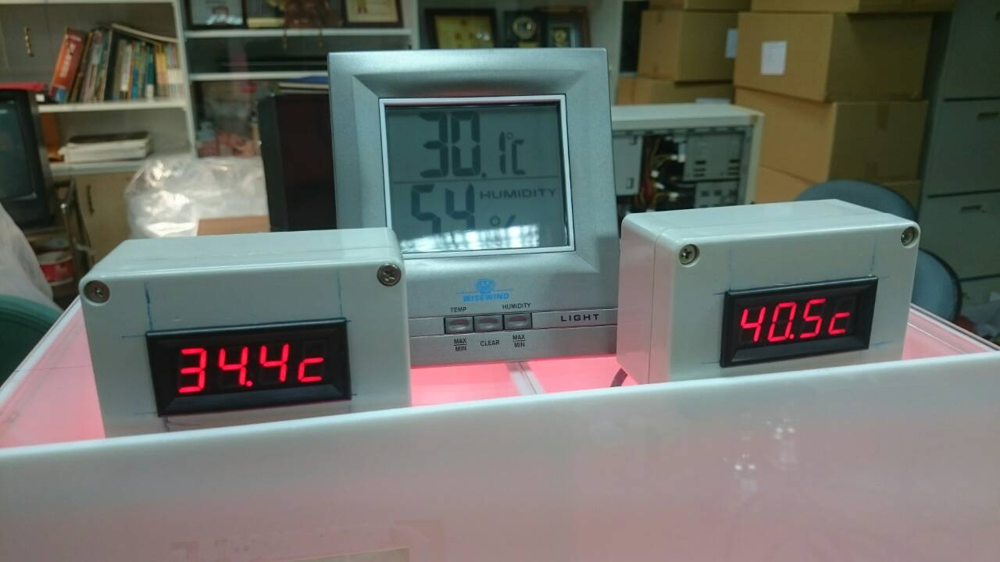 30.1°C
HUMIDITY
54 %
WISEWIND
TEMP
HUMIDITY
LIGHT
MAX
MIN
CLEAR
MAX
MIN
34.4c
40.5c